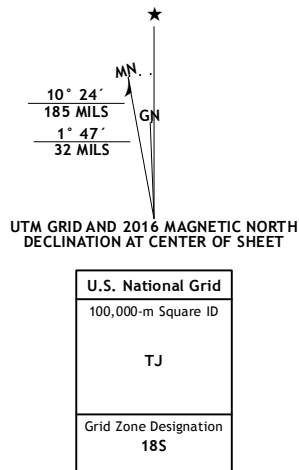 ★
MN
GN
10° 24´
185 MILS
1° 47´
32 MILS
UTM GRID AND 2016 MAGNETIC NORTH
DECLINATION AT CENTER OF SHEET
U.S. National Grid
100,000-m Square ID
TJ
Grid Zone Designation
18S